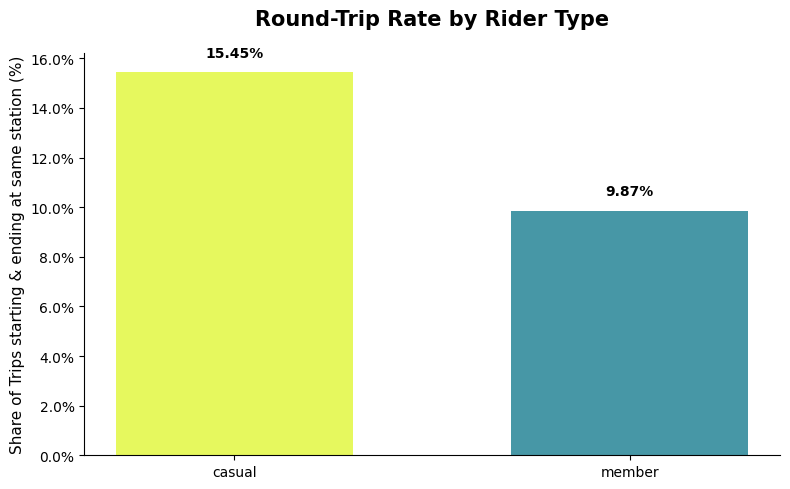 Round-Trip Rate by Rider Type
Share of Trips starting & ending at same station (%)
16.0%
14.0%
12.0%
10.0%
8.0%
6.0%
4.0%
2.0%
0.0%
15.45%
9.87%
casual
member